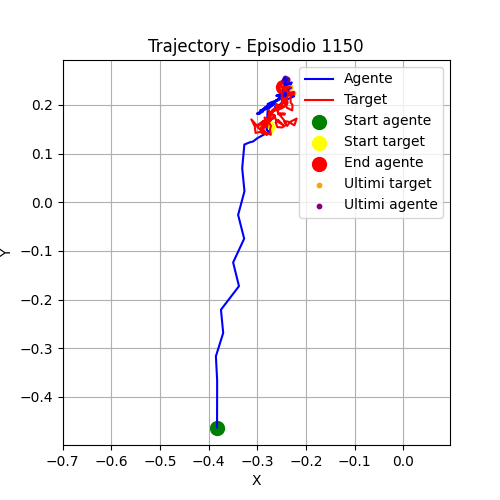 Trajectory - Episodio 1150
Agente
Target
Start agente
Start target
End agente
Ultimi target
Ultimi agente
Y
0.2
0.1
0.0
−0.1
−0.2
−0.3
−0.4
−0.7 −0.6 −0.5 −0.4 −0.3 −0.2 −0.1 0.0
X